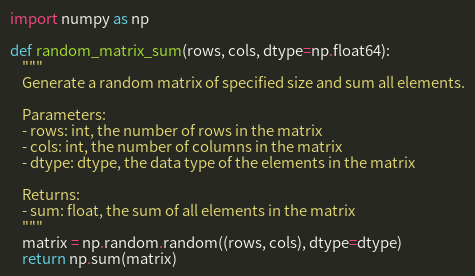 import numpy as np

def random_matrix_sum(rows, cols, dtype=np.float64):
    """
    Generate a random matrix of specified size and sum all elements.

    Parameters:
    - rows: int, the number of rows in the matrix
    - cols: int, the number of columns in the matrix
    - dtype: dtype, the data type of the elements in the matrix

    Returns:
    - sum: float, the sum of all elements in the matrix
    """
    matrix = np.random.random((rows, cols), dtype=dtype)
    return np.sum(matrix)